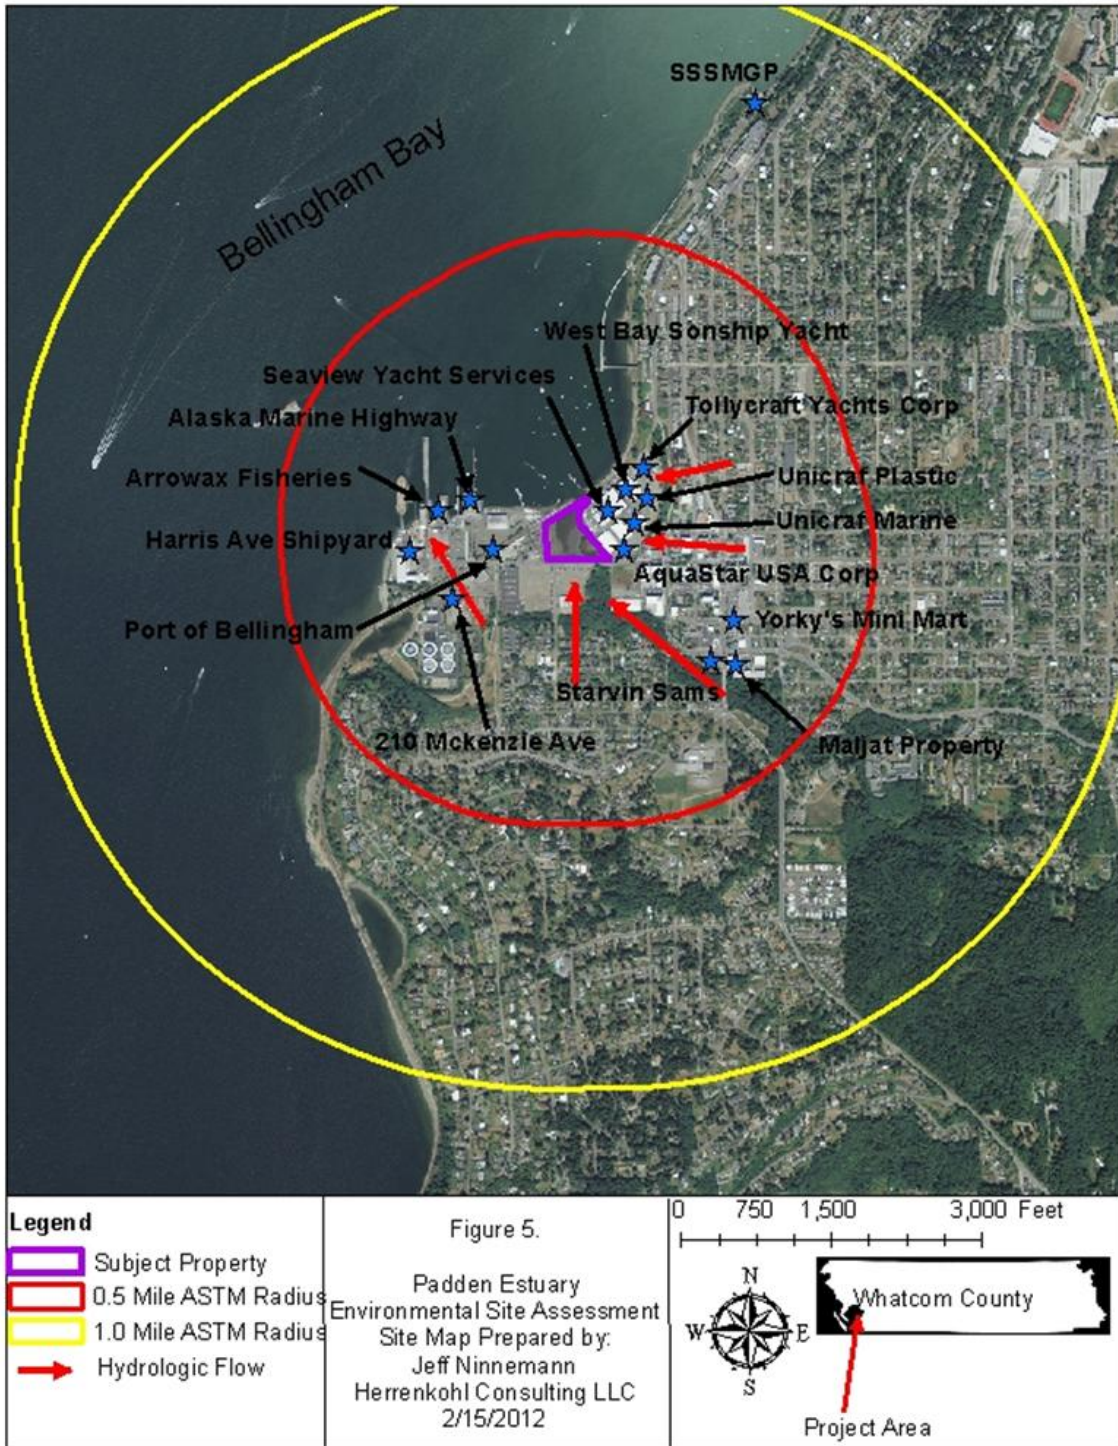 SSSMGP
Bellingham Bay
West Bay Sonship Yacht
Seaview Yacht Services
Tollycraft Yachts Corp
Alaska Marine Highway
Arrowax Fisheries
Unicraf Plastic
Unicraf Marine
Harris Ave Shipyard
AquaStar USA Corp
Yorky's Mini Mart
Port of Bellingham
Starvin Sams
210 Mckenzie Ave
Maljat Property
Legend
Subject Property
0.5 Mile ASTM Radius
1.0 Mile ASTM Radius
Hydrologic Flow
Figure 5.
Padden Estuary
Environmental Site Assessment
Site Map Prepared by:
Jeff Ninnemann
Herrenkohl Consulting LLC
2/15/2012
0 750 1,500 3,000 Feet
N
W E
S
Whatcom County
Project Area